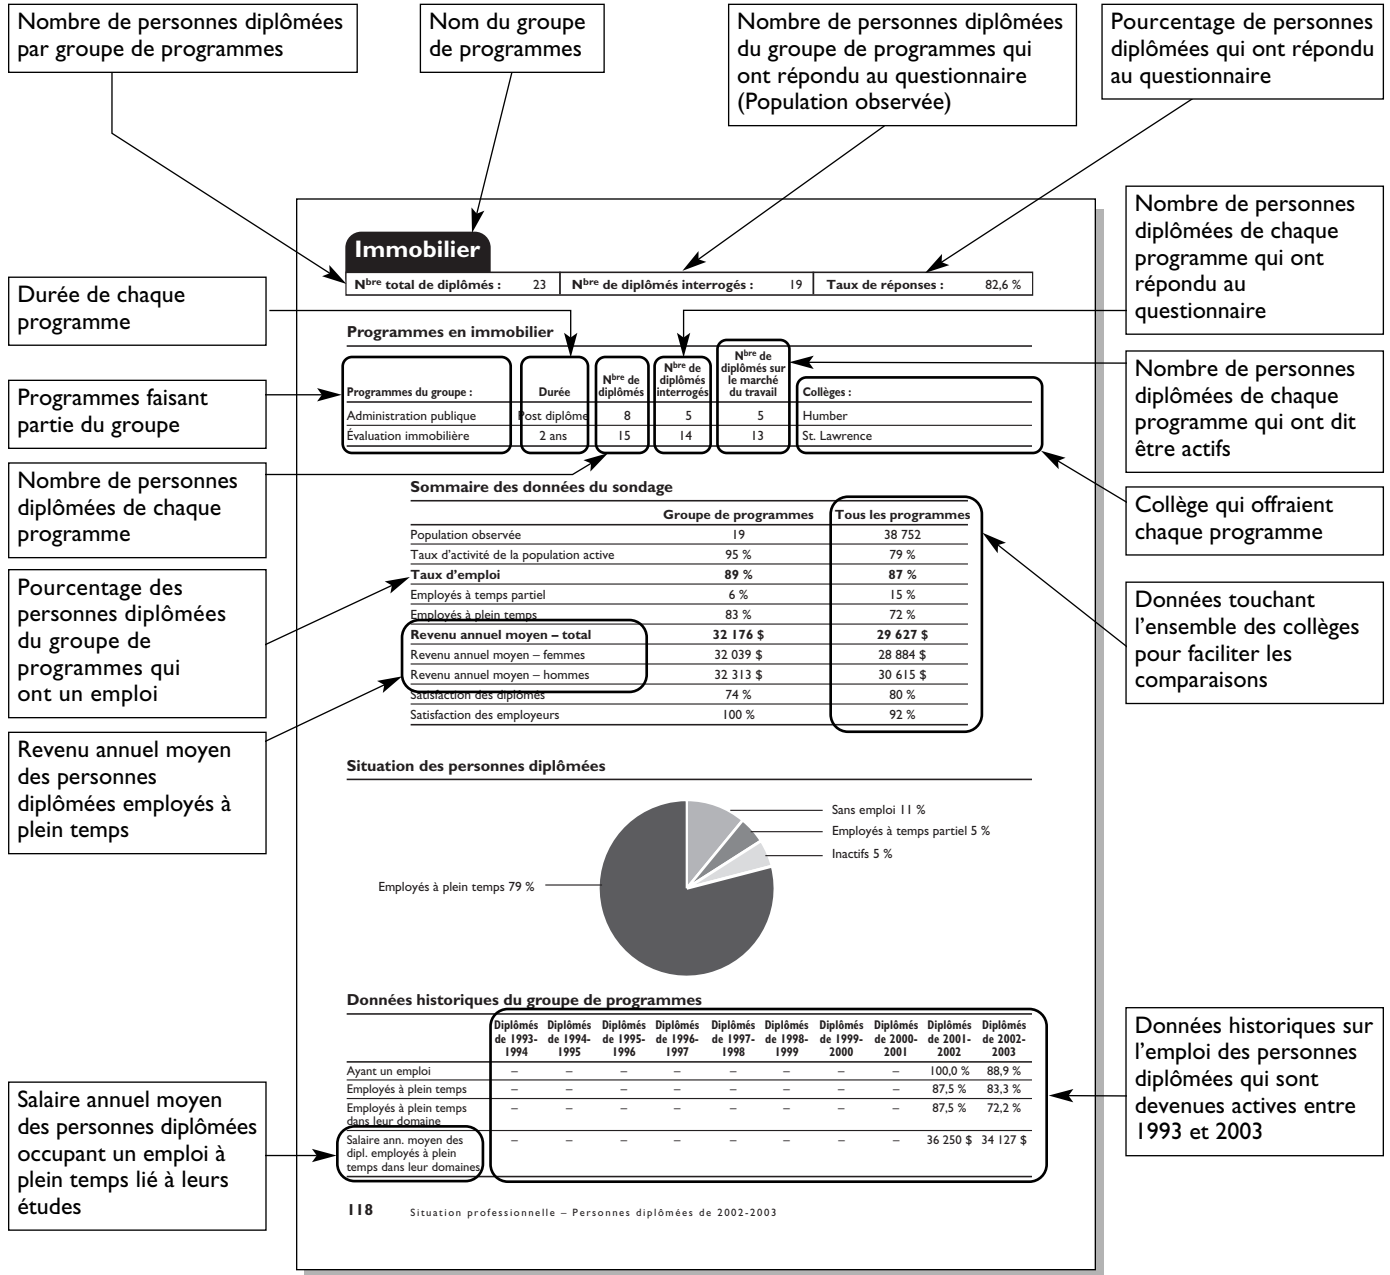 Nombre de personnes diplômées
par groupe de programmes
Nom du groupe
de programmes
Nombre de personnes diplômées
du groupe de programmes qui
ont répondu au questionnaire
(Population observée)
Pourcentage de personnes
diplômées qui ont répondu
au questionnaire
Durée de chaque
programme
Programmes faisant
partie du groupe
Nombre de personnes
diplômées de chaque
programme
Pourcentage des
personnes diplômées
du groupe de
programmes qui
ont un emploi
Revenu annuel moyen
des personnes
diplômées employés à
plein temps
Salaire annuel moyen
des personnes diplômées
occupant un emploi à
plein temps lié à leurs
études
Immobilier
Nbre total de diplômés : 23 Nbre de diplômés interrogés : 19 Taux de réponses : 82,6 %
Programmes en immobilier
Programmes du groupe : Durée Nbre de diplômés Nbre de diplômés interrogés Nbre de diplômés sur le marché du travail Collèges :
Administration publique Post diplôme 8 5 5 Humber
Évaluation immobilière 2 ans 15 14 13 St. Lawrence
Sommaire des données du sondage
Groupe de programmes Tous les programmes
Population observée 19 38 752
Taux d'activité de la population active 95 % 79 %
Taux d'emploi 89 % 87 %
Employés à temps partiel 6 % 15 %
Employés à plein temps 83 % 72 %
Revenu annuel moyen – total 32 176 $ 29 627 $
Revenu annuel moyen – femmes 32 039 $ 28 884 $
Revenu annuel moyen – hommes 32 313 $ 30 615 $
Satisfaction des diplômés 74 % 80 %
Satisfaction des employeurs 100 % 92 %
Situation des personnes diplômées
Sans emploi 11 %
Employés à temps partiel 5 %
Inactifs 5 %
Employés à plein temps 79 %
Données historiques du groupe de programmes
Diplômés Diplômés Diplômés Diplômés Diplômés Diplômés Diplômés Diplômés Diplômés Diplômés
de 1993- de 1994- de 1995- de 1996- de 1997- de 1998- de 1999- de 2000- de 2001- de 2002-
1994 1995 1996 1997 1998 1999 2000 2001 2002 2003
Ayant un emploi – – – – – – – – 100,0 % 88,9 %
Employés à plein temps – – – – – – – – 87,5 % 83,3 %
Employés à plein temps – – – – – – – – 87,5 % 72,2 %
dans leur domaine
Salaire ann. moyen des – – – – – – – – 36 250 $ 34 127 $
dipl. employés à plein
temps dans leur domaines
118 Situation professionnelle – Personnes diplômées de 2002-2003
Nombre de personnes
diplômées de chaque
programme qui ont
répondu au
questionnaire
Nombre de personnes
diplômées de chaque
programme qui ont dit
être actifs
Collège qui offraient
chaque programme
Données touchant
l'ensemble des collèges
pour faciliter les
comparaisons
Données historiques sur
l'emploi des personnes
diplômées qui sont
devenues actives entre
1993 et 2003